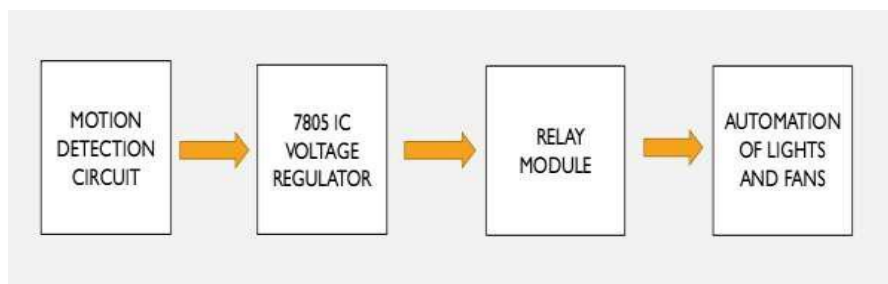 MOTION
DETECTION
CIRCUIT
7805 IC
VOLTAGE
REGULATOR
RELAY
MODULE
AUTOMATION
OF LIGHTS
AND FANS